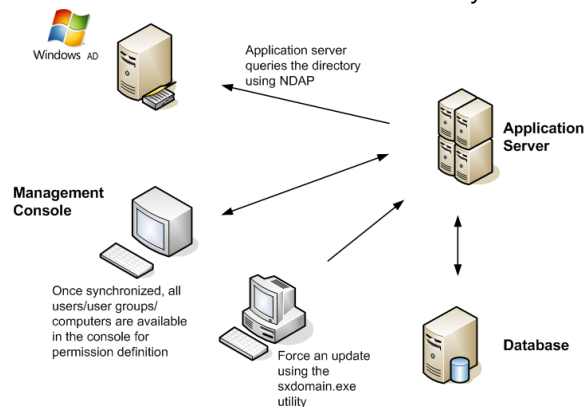 Windows AD
Application server
queries the directory
using NDAP
Application
Server
Management
Console
Once synchronized, all
users/user groups/
computers are available
in the console for
permission definition
Force an update
using the
sxdomain.exe
utility
Database